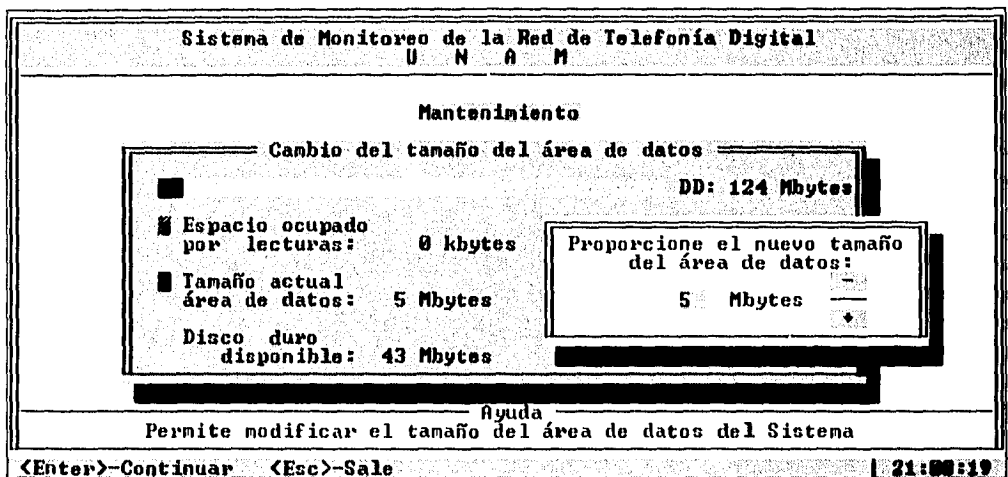 Sistema de Monitoreo de la Red de Telefonía Digital
U N A M
Mantenimiento
Cambio del tamaño del área de datos
DD: 124 Mbytes
Espacio ocupado
por lecturas: 0 kbytes
Tamaño actual
área de datos: 5 Mbytes
Disco duro
disponible: 43 Mbytes
Proporcione el nuevo tamaño
del área de datos:
-
5 Mbytes
+
Ayuda
Permite modificar el tamaño del área de datos del Sistema
<Enter>-Continuar <Esc>-Sale